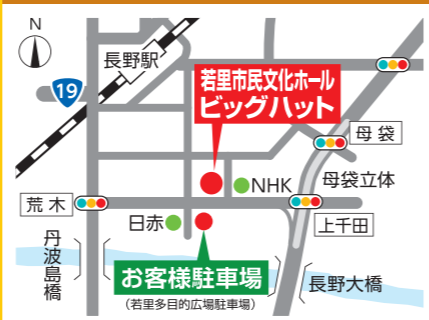 N
長野駅
19
若里市民文化ホール
ビッグハット
母袋
NHK
母袋立体
荒木
日赤
上千田
丹波島橋
お客様駐車場
(若里多目的広場駐車場)
長野大橋